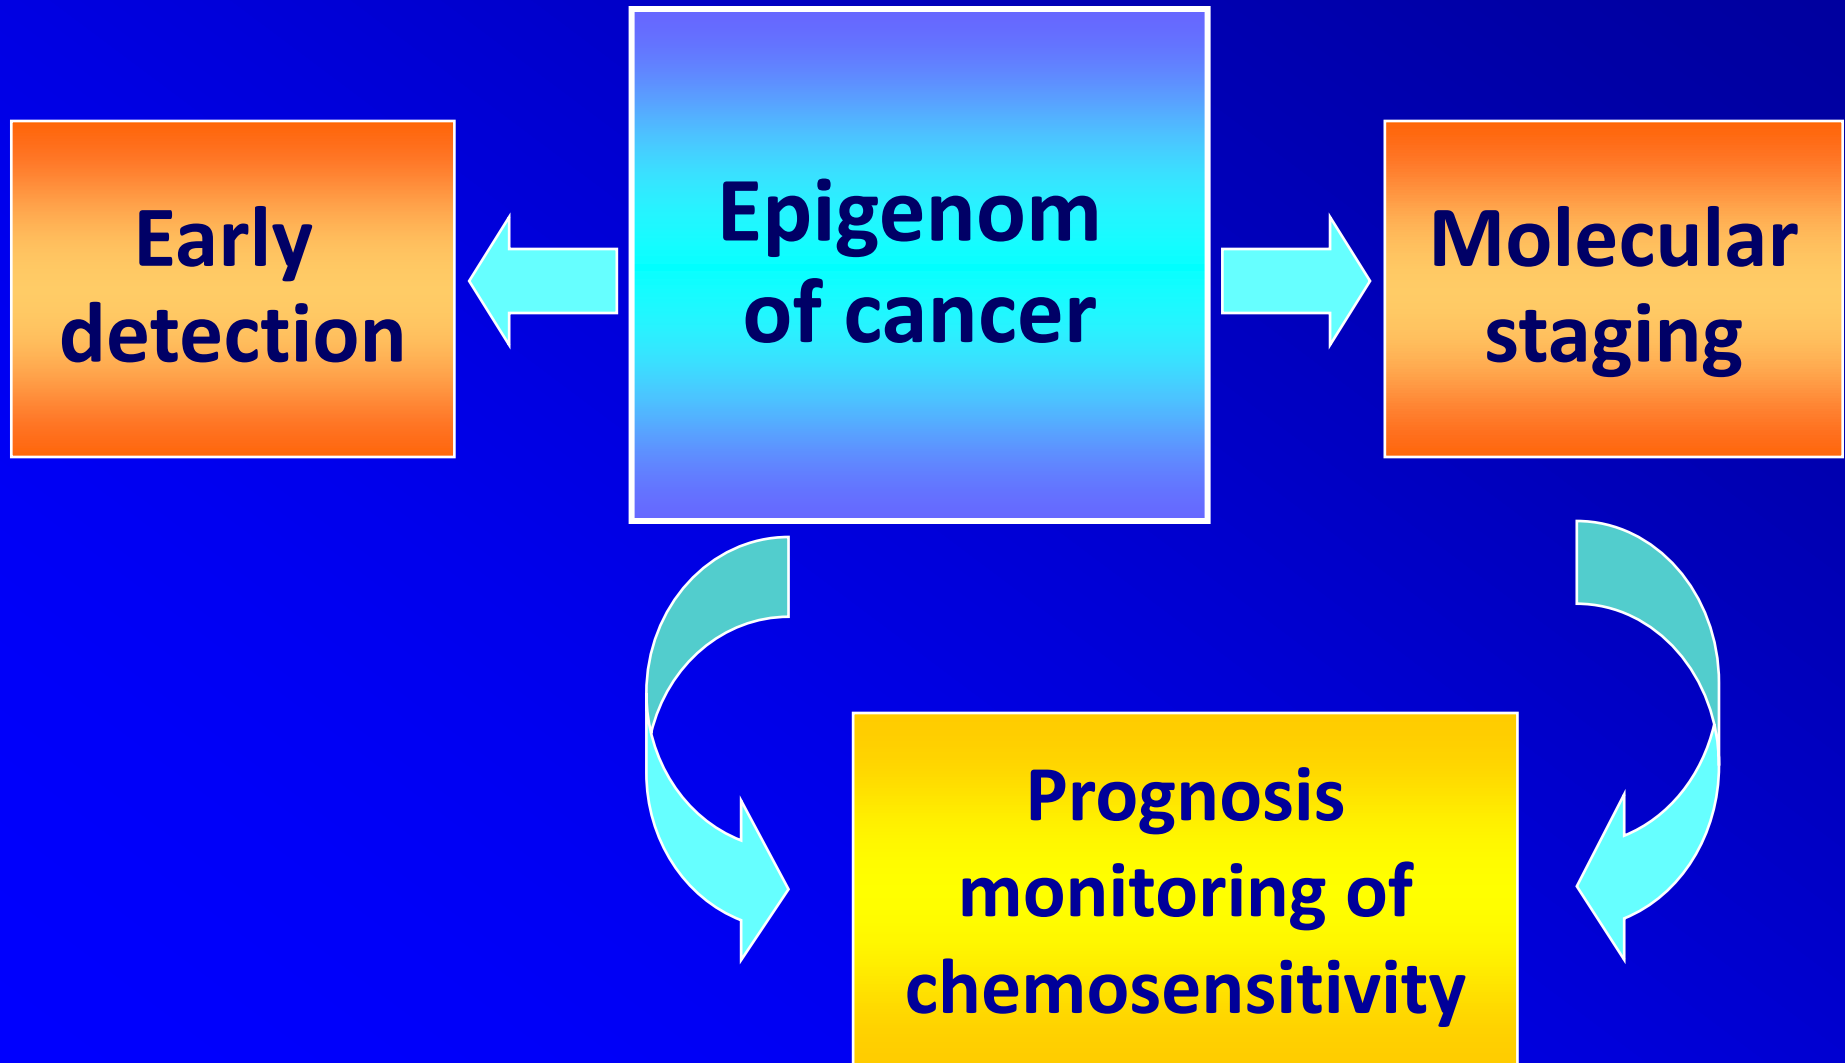 Early
detection
Epigenom
of cancer
Molecular
staging
Prognosis
monitoring of
chemosensitivity